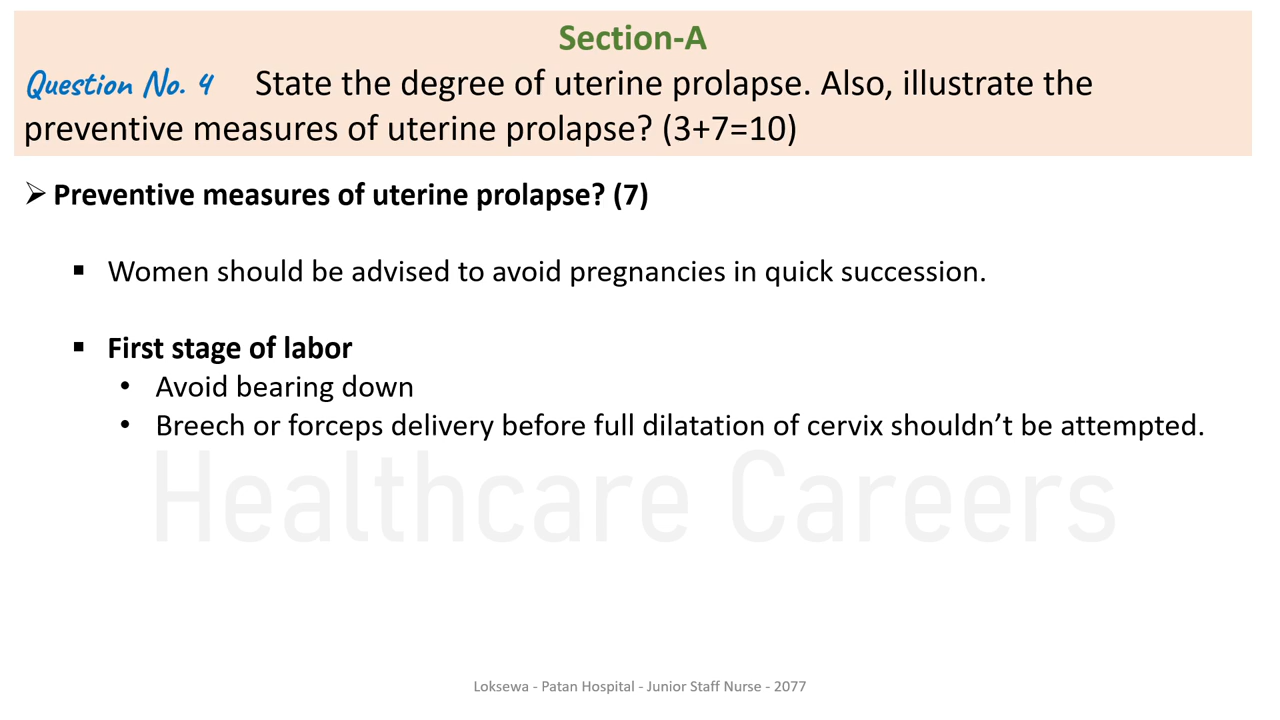 Section-A
Question No. 4 State the degree of uterine prolapse. Also, illustrate the
preventive measures of uterine prolapse? (3+7=10)
➢ Preventive measures of uterine prolapse? (7)
▪ Women should be advised to avoid pregnancies in quick succession.
▪ First stage of labor
• Avoid bearing down
• Breech or forceps delivery before full dilatation of cervix shouldn’t be attempted.
Healthcare Careers
Loksewa - Patan Hospital - Junior Staff Nurse - 2077